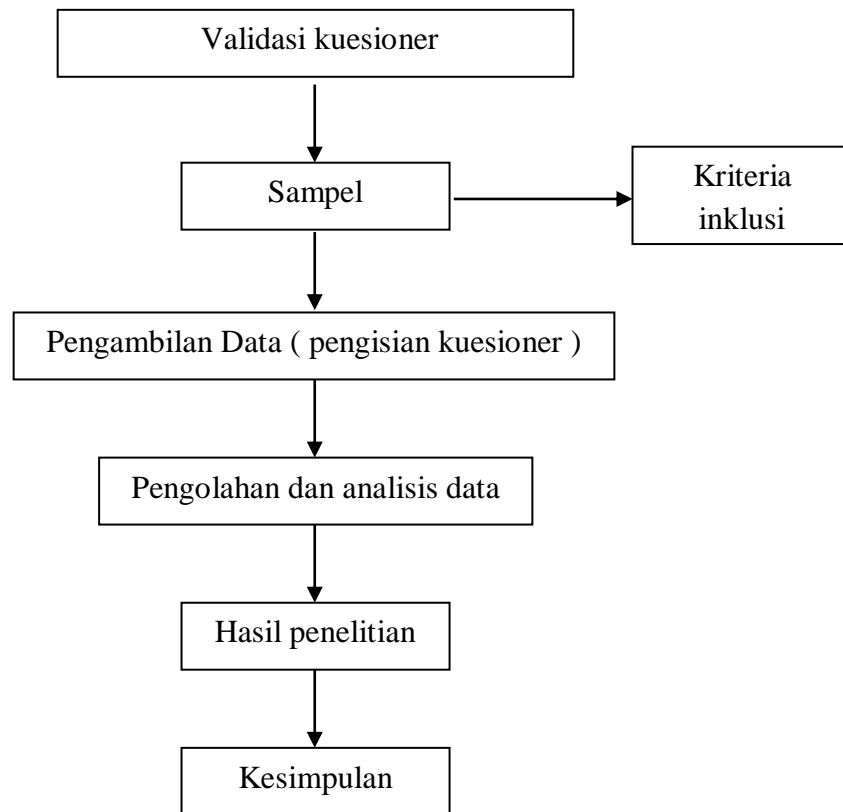 Validasi kuesioner
Sampel
Kriteria
inklusi
Pengambilan Data ( pengisian kuesioner )
Pengolahan dan analisis data
Hasil penelitian
Kesimpulan